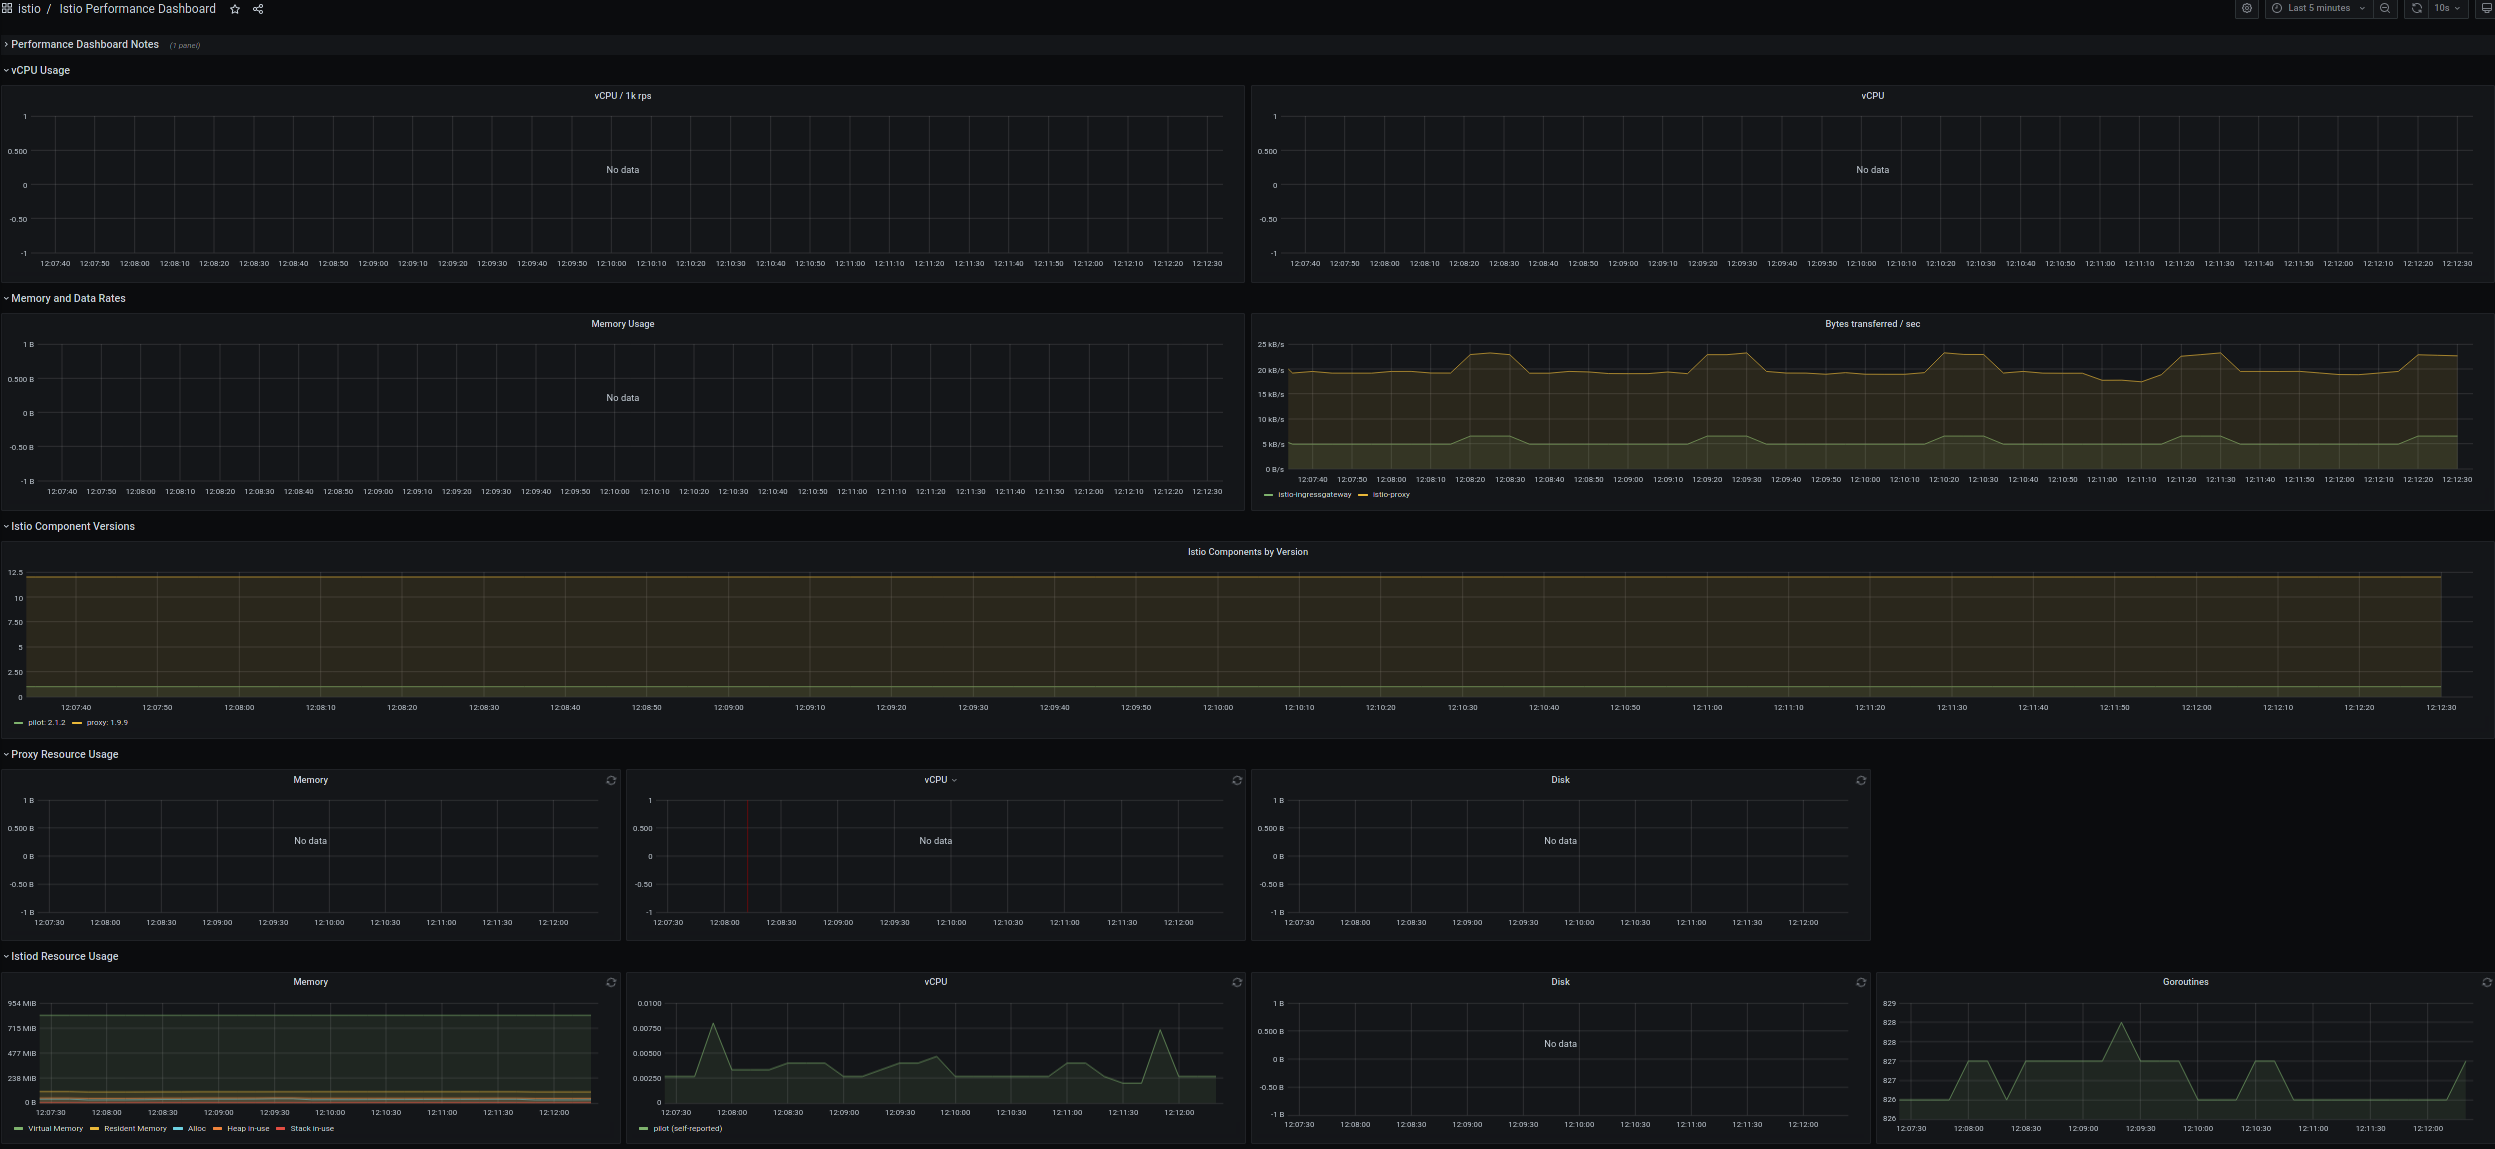 istio / Istio Performance Dashboard
Last 5 minutes
10s
Performance Dashboard Notes (1 panel)
vCPU Usage
vCPU / 1k rps
1
0.500
0
-0.50
-1
No data
12:07:40 12:07:50 12:08:00 12:08:10 12:08:20 12:08:30 12:08:40 12:08:50 12:09:00 12:09:10 12:09:20 12:09:30 12:09:40 12:09:50 12:10:00 12:10:10 12:10:20 12:10:30 12:10:40 12:10:50 12:11:00 12:11:10 12:11:20 12:11:30 12:11:40 12:11:50 12:12:00 12:12:10 12:12:20 12:12:30
vCPU
1
0.500
0
-0.50
-1
No data
12:07:40 12:07:50 12:08:00 12:08:10 12:08:20 12:08:30 12:08:40 12:08:50 12:09:00 12:09:10 12:09:20 12:09:30 12:09:40 12:09:50 12:10:00 12:10:10 12:10:20 12:10:30 12:10:40 12:10:50 12:11:00 12:11:10 12:11:20 12:11:30 12:11:40 12:11:50 12:12:00 12:12:10 12:12:20 12:12:30
Memory and Data Rates
Memory Usage
1 B
0.500 B
0 B
-0.50 B
-1 B
No data
12:07:40 12:07:50 12:08:00 12:08:10 12:08:20 12:08:30 12:08:40 12:08:50 12:09:00 12:09:10 12:09:20 12:09:30 12:09:40 12:09:50 12:10:00 12:10:10 12:10:20 12:10:30 12:10:40 12:10:50 12:11:00 12:11:10 12:11:20 12:11:30 12:11:40 12:11:50 12:12:00 12:12:10 12:12:20 12:12:30
Bytes transferred / sec
25 kB/s
20 kB/s
15 kB/s
10 kB/s
5 kB/s
0 B/s
12:07:40 12:07:50 12:08:00 12:08:10 12:08:20 12:08:30 12:08:40 12:08:50 12:09:00 12:09:10 12:09:20 12:09:30 12:09:40 12:09:50 12:10:00 12:10:10 12:10:20 12:10:30 12:10:40 12:10:50 12:11:00 12:11:10 12:11:20 12:11:30 12:11:40 12:11:50 12:12:00 12:12:10 12:12:20 12:12:30
istio-ingressgateway istio-proxy
Istio Component Versions
Istio Components by Version
12.5
10
7.50
5
2.50
0
12:07:40 12:07:50 12:08:00 12:08:10 12:08:20 12:08:30 12:08:40 12:08:50 12:09:00 12:09:10 12:09:20 12:09:30 12:09:40 12:09:50 12:10:00 12:10:10 12:10:20 12:10:30 12:10:40 12:10:50 12:11:00 12:11:10 12:11:20 12:11:30 12:11:40 12:11:50 12:12:00 12:12:10 12:12:20 12:12:30
pilot: 2.1.2 proxy: 1.9.9
Proxy Resource Usage
Memory
1 B
0.500 B
0 B
-0.50 B
-1 B
No data
12:07:30 12:08:00 12:08:30 12:09:00 12:09:30 12:10:00 12:10:30 12:11:00 12:11:30 12:12:00
vCPU
1
0.500
0
-0.50
-1
No data
12:07:30 12:08:00 12:08:30 12:09:00 12:09:30 12:10:00 12:10:30 12:11:00 12:11:30 12:12:00
Disk
1 B
0.500 B
0 B
-0.50 B
-1 B
No data
12:07:30 12:08:00 12:08:30 12:09:00 12:09:30 12:10:00 12:10:30 12:11:00 12:11:30 12:12:00
Istiod Resource Usage
Memory
954 MiB
715 MiB
477 MiB
238 MiB
0 B
12:07:30 12:08:00 12:08:30 12:09:00 12:09:30 12:10:00 12:10:30 12:11:00 12:11:30 12:12:00
Virtual Memory Resident Memory Alloc Heap in-use Stack in-use
vCPU
0.0100
0.00750
0.00500
0.00250
0
12:07:30 12:08:00 12:08:30 12:09:00 12:09:30 12:10:00 12:10:30 12:11:00 12:11:30 12:12:00
pilot (self-reported)
Disk
1 B
0.500 B
0 B
-0.50 B
-1 B
No data
12:07:30 12:08:00 12:08:30 12:09:00 12:09:30 12:10:00 12:10:30 12:11:00 12:11:30 12:12:00
Goroutines
829
828
828
827
827
826
826
12:07:30 12:08:00 12:08:30 12:09:00 12:09:30 12:10:00 12:10:30 12:11:00 12:11:30 12:12:00